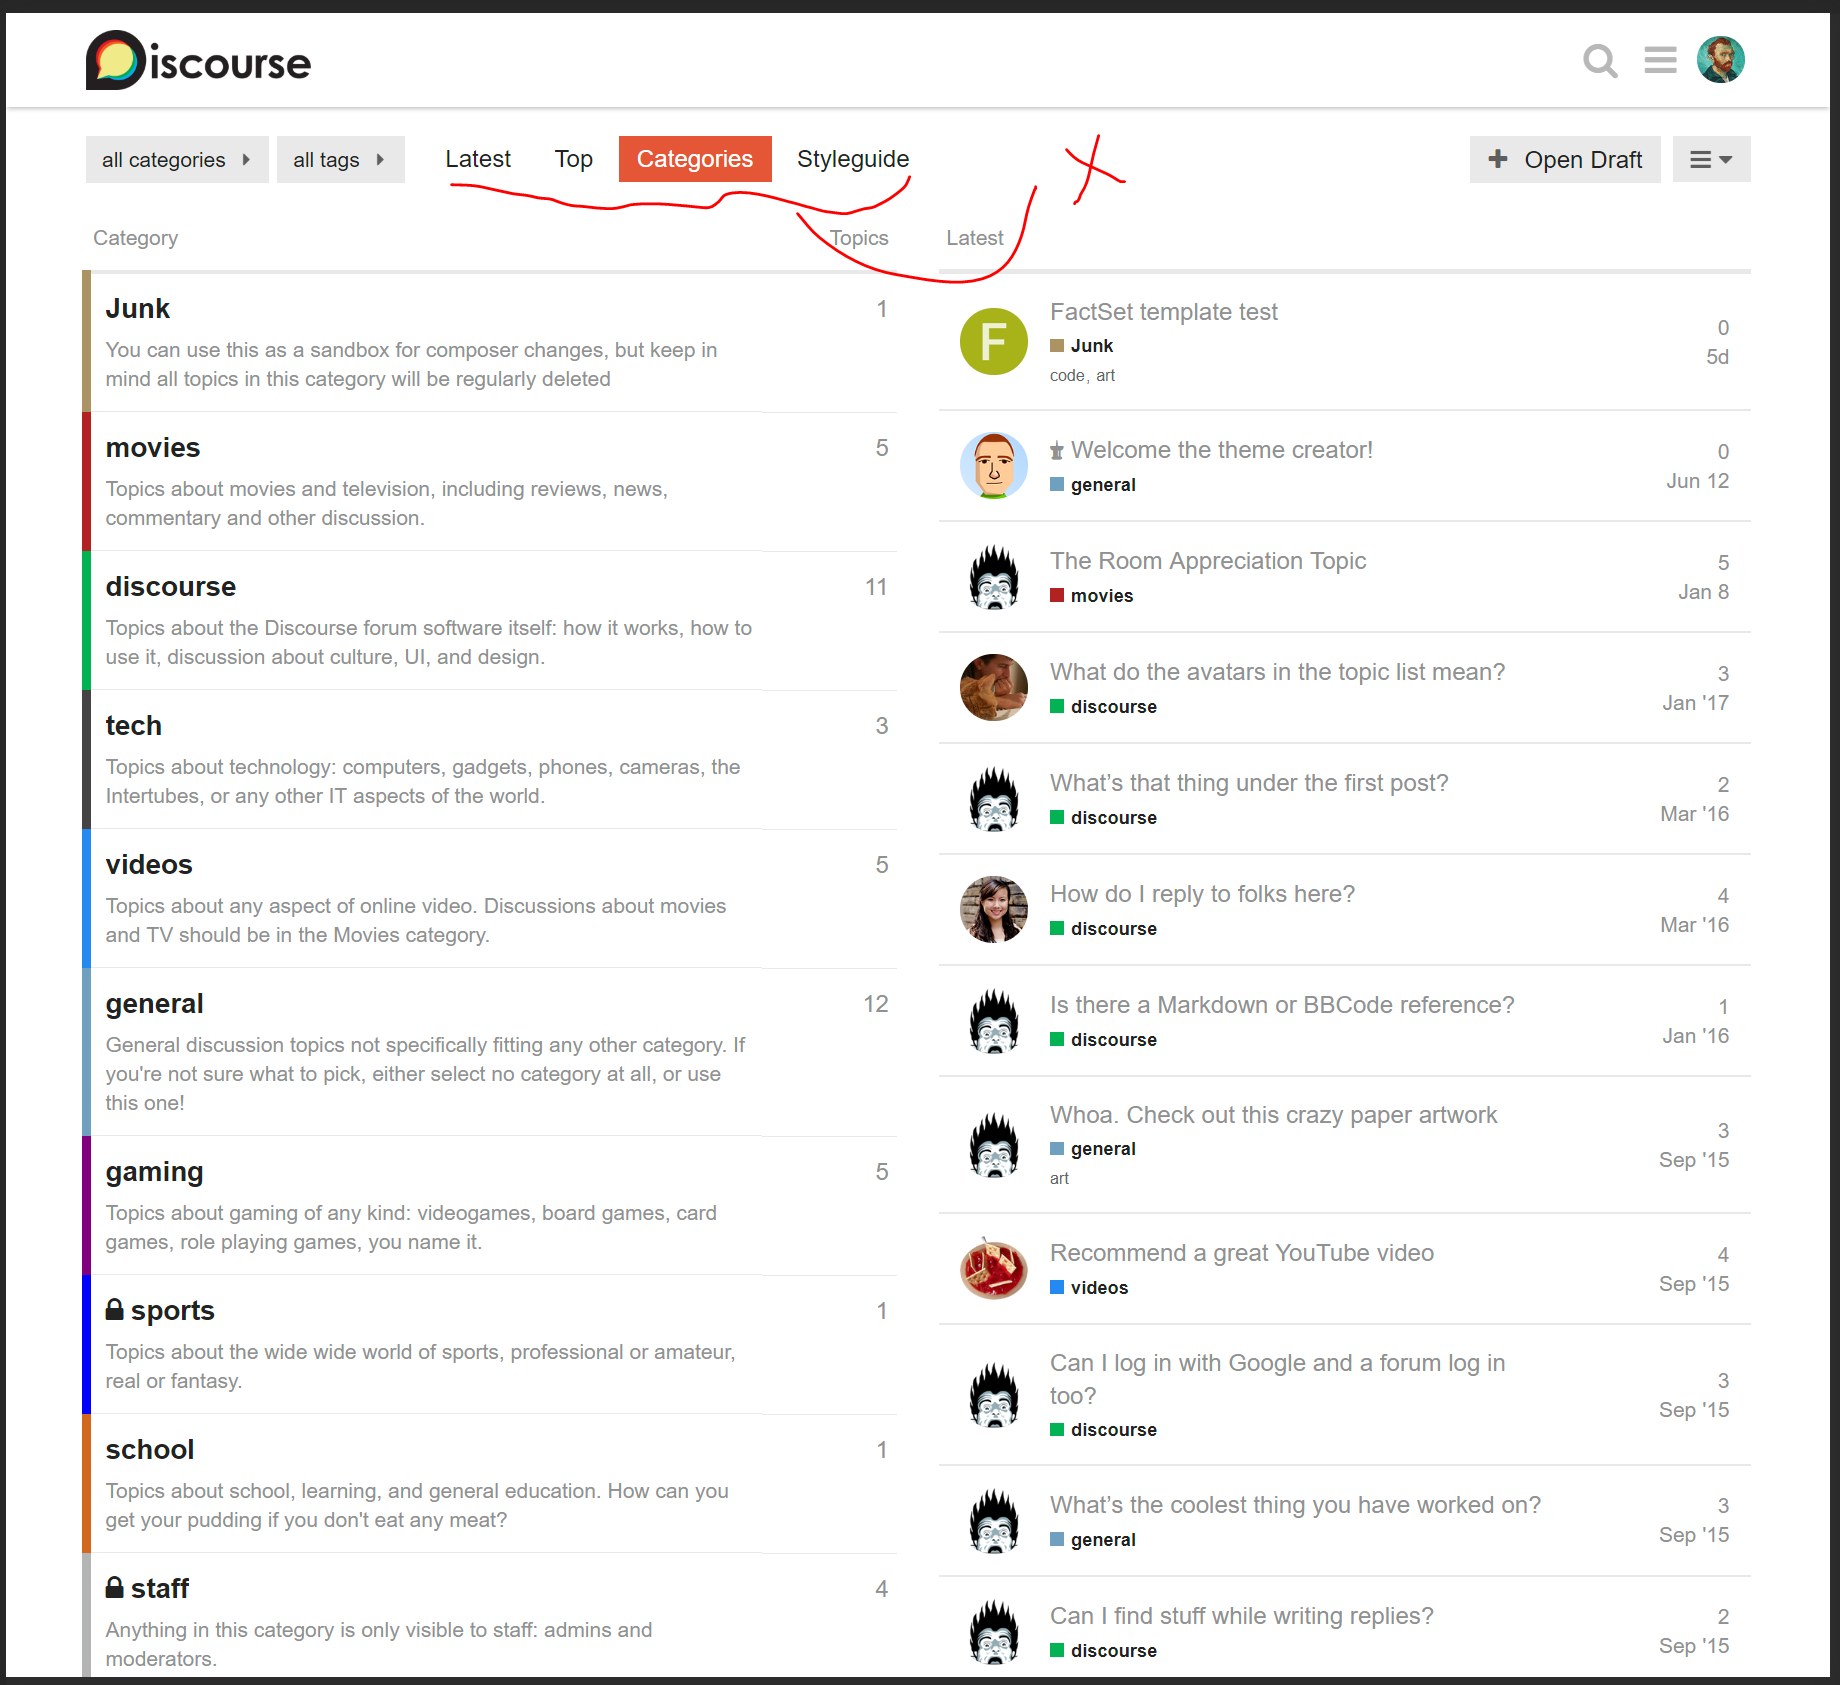 Discourse
all categories all tags Latest Top Categories Styleguide Open Draft
Category Topics
Junk 1
You can use this as a sandbox for composer changes, but keep in
mind all topics in this category will be regularly deleted
movies 5
Topics about movies and television, including reviews, news,
commentary and other discussion.
discourse 11
Topics about the Discourse forum software itself: how it works, how to
use it, discussion about culture, UI, and design.
tech 3
Topics about technology: computers, gadgets, phones, cameras, the
Intertubes, or any other IT aspects of the world.
videos 5
Topics about any aspect of online video. Discussions about movies
and TV should be in the Movies category.
general 12
General discussion topics not specifically fitting any other category. If
you're not sure what to pick, either select no category at all, or use
this one!
gaming 5
Topics about gaming of any kind: videogames, board games, card
games, role playing games, you name it.
sports 1
Topics about the wide wide world of sports, professional or amateur,
real or fantasy.
school 1
Topics about school, learning, and general education. How can you
get your pudding if you don't eat any meat?
staff 4
Anything in this category is only visible to staff: admins and
moderators.
Latest
F
FactSet template test 0
Junk 5d
code, art
Welcome the theme creator! 0
general Jun 12
The Room Appreciation Topic 5
movies Jan 8
What do the avatars in the topic list mean? 3
discourse Jan '17
What’s that thing under the first post? 2
discourse Mar '16
How do I reply to folks here? 4
discourse Mar '16
Is there a Markdown or BBCode reference? 1
discourse Jan '16
Whoa. Check out this crazy paper artwork 3
general Sep '15
art
Recommend a great YouTube video 4
videos Sep '15
Can I log in with Google and a forum log in 3
too? Sep '15
discourse
What’s the coolest thing you have worked on? 3
general Sep '15
Can I find stuff while writing replies? 2
discourse Sep '15